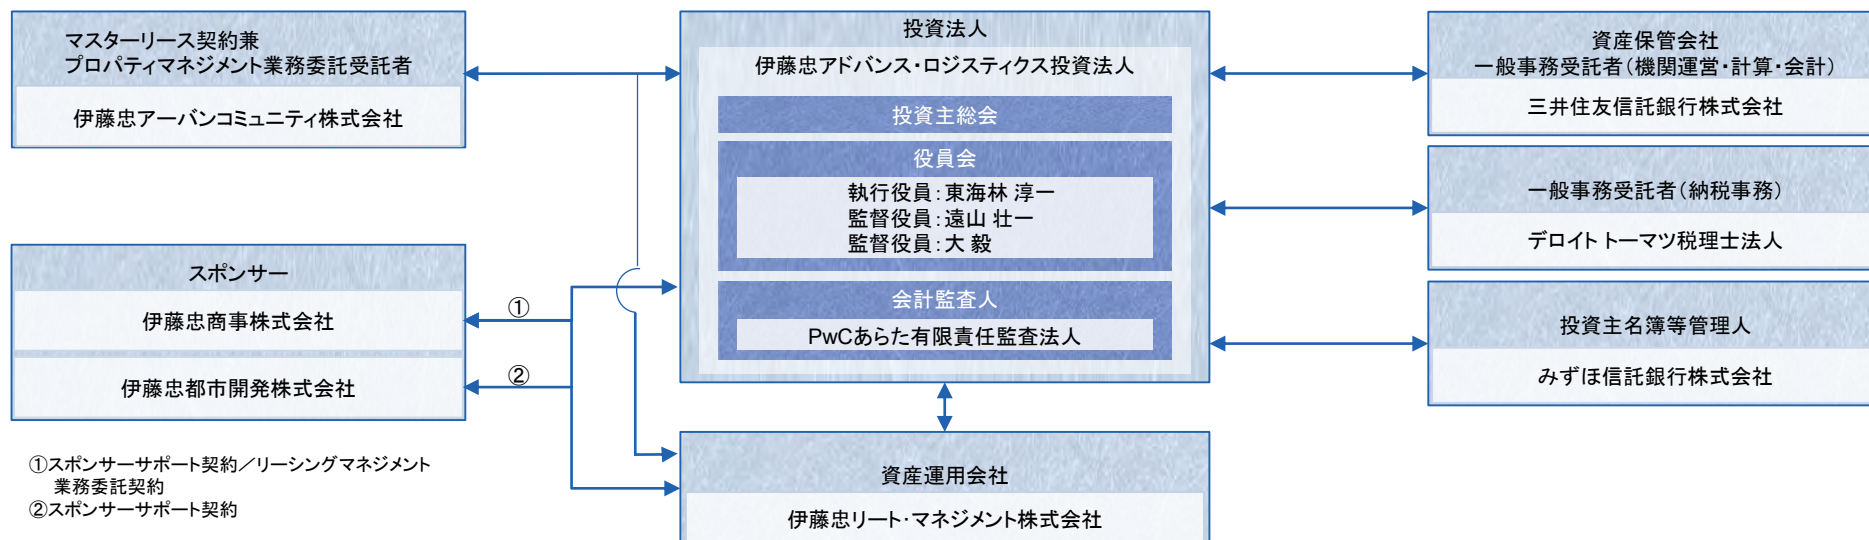 マスターリース契約兼
プロパティマネジメント業務委託受託者
伊藤忠アーバンコミュニティ株式会社
スポンサー
伊藤忠商事株式会社
伊藤忠都市開発株式会社
①
②
①スポンサーサポート契約／リーシングマネジメント
業務委託契約
②スポンサーサポート契約
投資法人
伊藤忠アドバンス・ロジスティクス投資法人
投資主総会
役員会
執行役員：東海林 淳一
監督役員：遠山 壮一
監督役員：大 毅
会計監査人
PwCあらた有限責任監査法人
資産運用会社
伊藤忠リート・マネジメント株式会社
資産保管会社
一般事務受託者（機関運営・計算・会計）
三井住友信託銀行株式会社
一般事務受託者（納税事務）
デロイト トーマツ税理士法人
投資主名簿等管理人
みずほ信託銀行株式会社